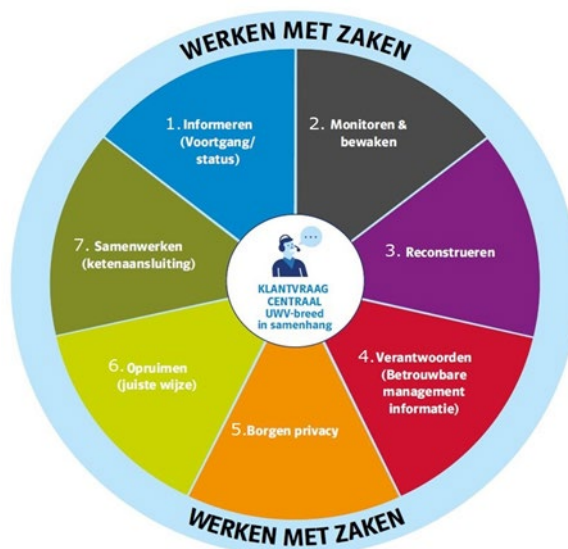 WERKEN MET ZAKEN
1. Informeren
(Voortgang/
status)
2. Monitoren &
bewaken
3. Reconstrueren
4. Verantwoorden
(Betrouwbare
management
informatie)
5.Borgen privacy
6. Opruimen
(juiste wijze)
7. Samenwerken
(ketenaansluiting)
KLANTVRAAG
CENTRAAL
UWV-breed
in samenhang
WERKEN MET ZAKEN